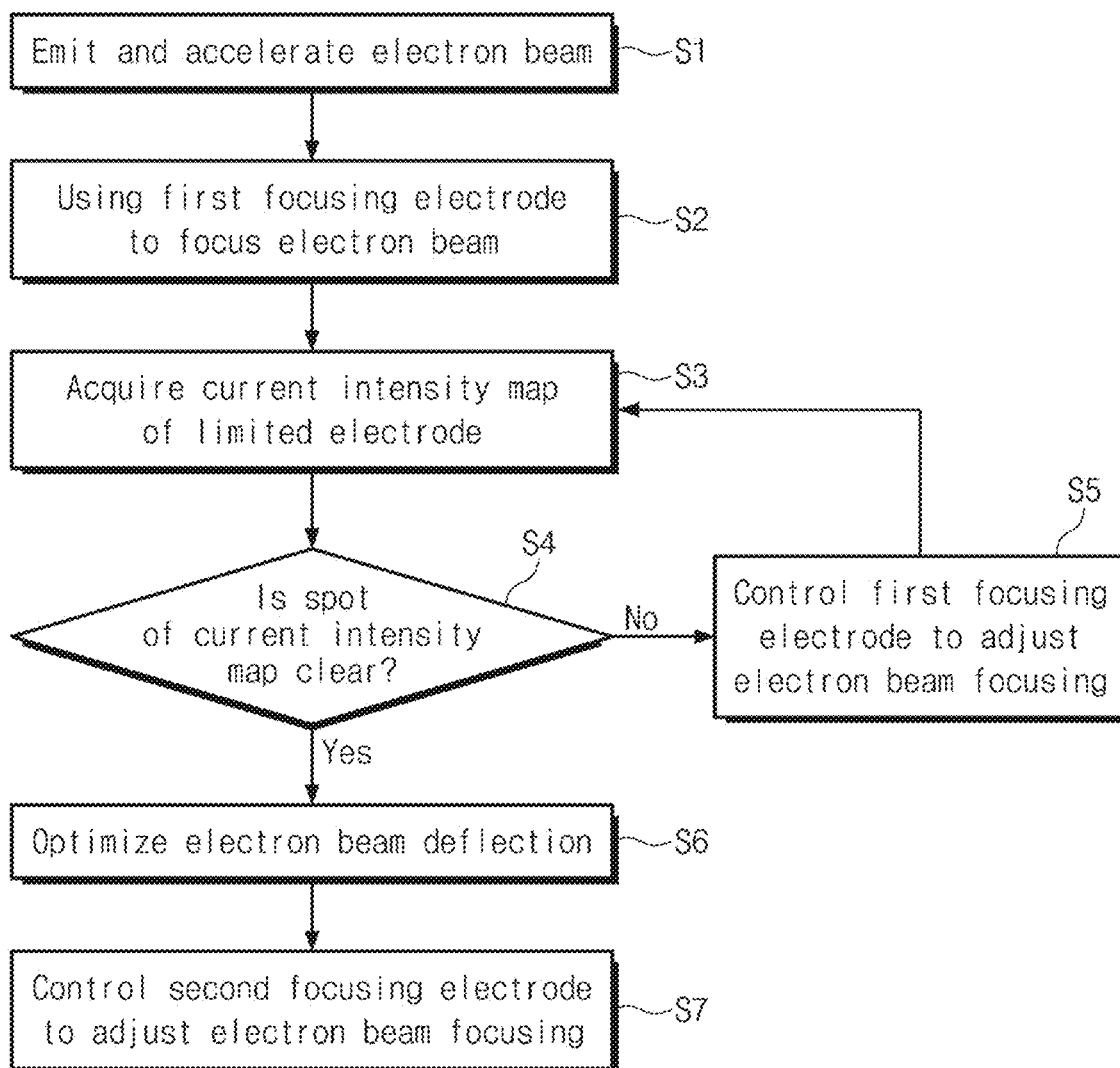 Emit and accelerate electron beam
S1
Using first focusing electrode
to focus electron beam
S2
Acquire current intensity map
of limited electrode
S3
Is spot
of current intensity
map clear?
S4
No
Control first focusing
electrode to adjust
electron beam focusing
S5
Yes
Optimize electron beam deflection
S6
Control second focusing electrode
to adjust electron beam focusing
S7